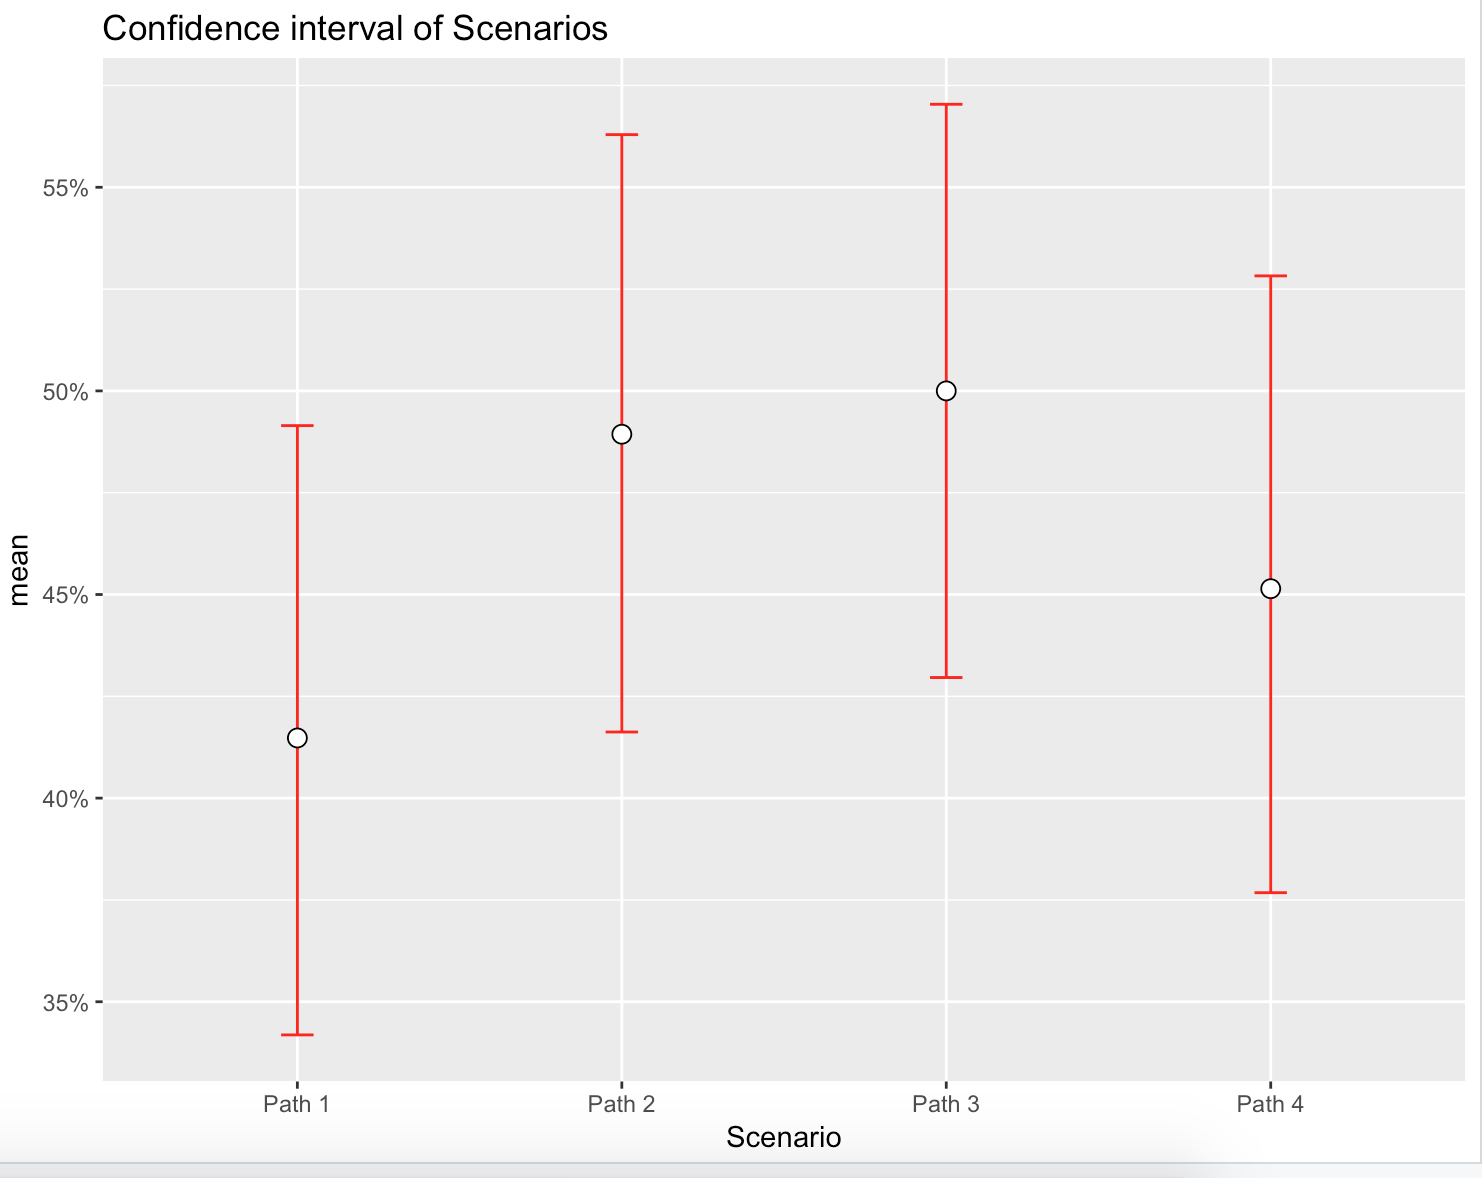 Confidence interval of Scenarios
55%
50%
45%
40%
35%
mean
Path 1
Path 2
Path 3
Path 4
Scenario